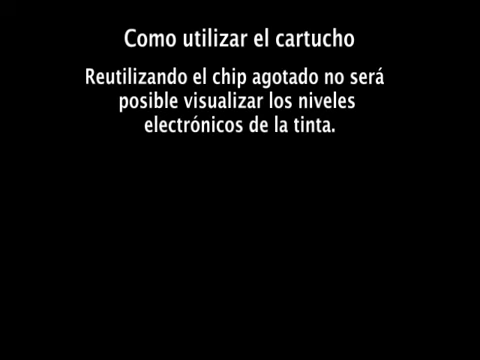 Como utilizar el cartucho
Reutilizando el chip agotado no será
posible visualizar los niveles
electrónicos de la tinta.